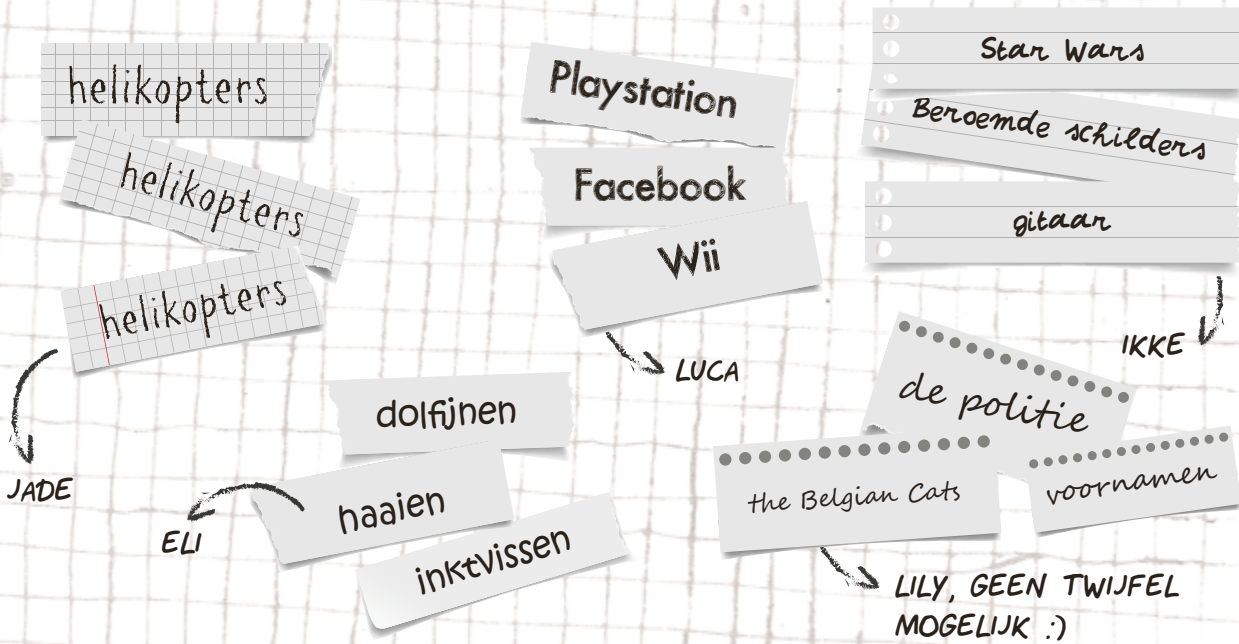 helikopters
helikopters
helikopters
JADE
Playstation
Facebook
Wii
LUCA
Star Wars
Beroemde schilders
gitaar
IKKE
dolfijnen
haaien
inktvissen
ELI
de politie
the Belgian Cats
voornamen
LILY, GEEN TWIJFEL
MOGELIJK :)